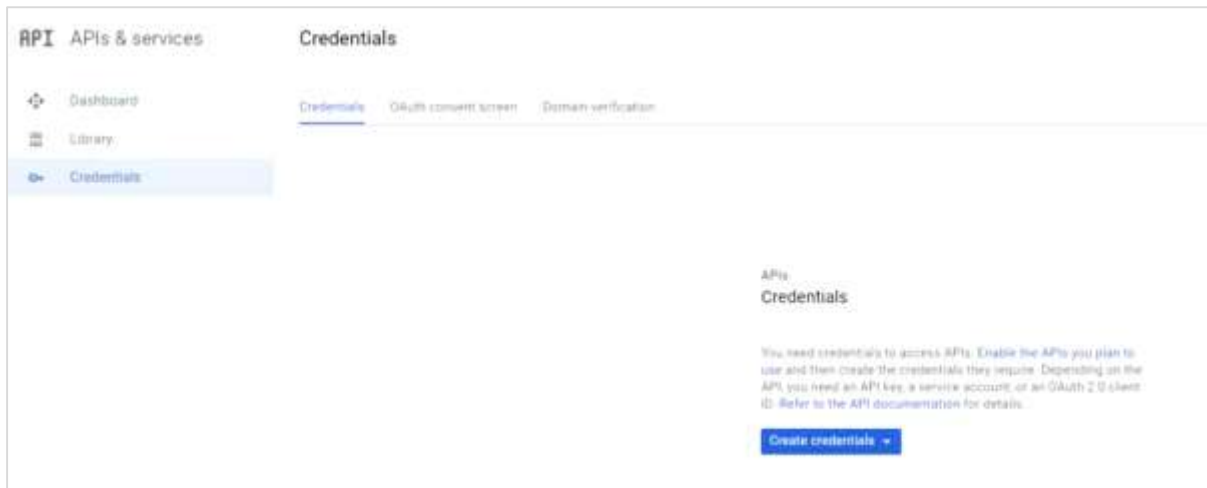 API APIs & services
Credentials
Dashboard
Library
Credentials
Credentials OAuth consent screen Domain verification
APIs
Credentials
You need credentials to access APIs. Enable the APIs you plan to
use and then create the credentials they require. Depending on the
API, you need an API key, a service account, or an OAuth 2.0 client
ID. Refer to the API documentation for details.
Create credentials